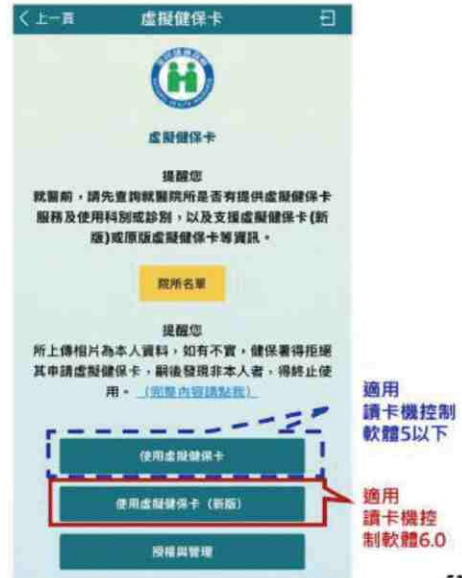 上一頁
虛擬健保卡
虛擬健保卡
提醒您
就醫前，請先查詢就醫院所是否有提供虛擬健保卡
服務及使用科別或診別，以及支援虛擬健保卡(新
版)或原版虛擬健保卡等資訊。
院所名單
提醒您
所上傳相片為本人資料，如有不實，健保署得拒絕
其申請虛擬健保卡，嗣後發現非本人者，得終止使
用。 (完整內容請點我)
使用虛擬健保卡
適用
讀卡機控制
軟體5以下
使用虛擬健保卡（新版）
適用
讀卡機控
制軟體6.0
授權與管理